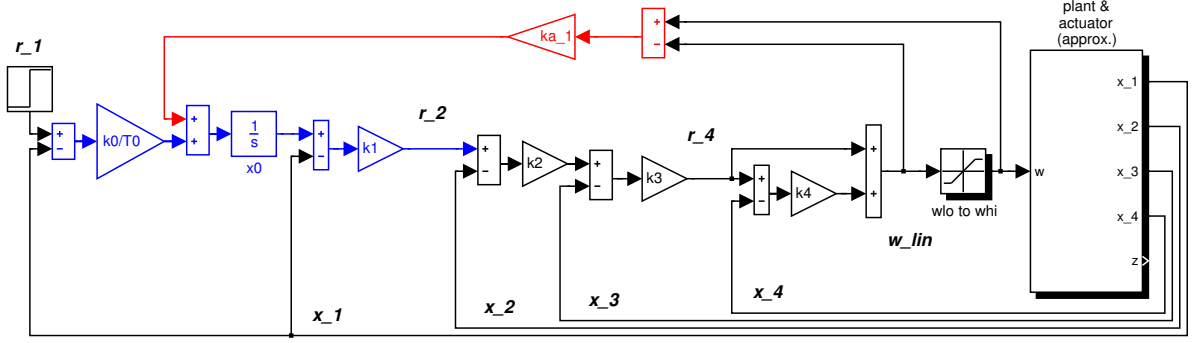 plant &
actuator
(approx.)
r_1
ka_1
+
−
x_1
+
−
k0/T0
+
+
1
s
x0
+
−
k1
r_2
+
−
k2
+
−
k3
r_4
+
−
k4
+
+
w_lin
wlo to whi
w
x_2
x_3
x_4
z
x_1
x_2
x_3
x_4